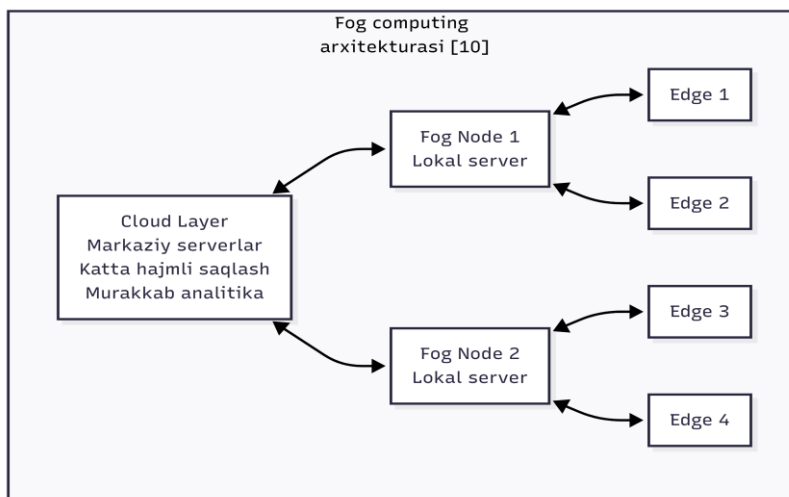 Fog computing
arxitekturasi [10]
Cloud Layer
Markaziy serverlar
Katta hajmli saqlash
Murakkab analitika
Fog Node 1
Lokal server
Fog Node 2
Lokal server
Edge 1
Edge 2
Edge 3
Edge 4